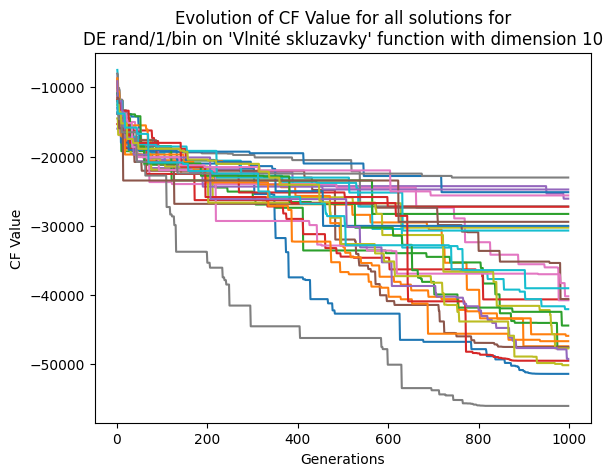 Evolution of CF Value for all solutions for
DE rand/1/bin on 'Vlnité skluzavky' function with dimension 10
CF Value
−10000
−20000
−30000
−40000
−50000
0 200 400 600 800 1000
Generations